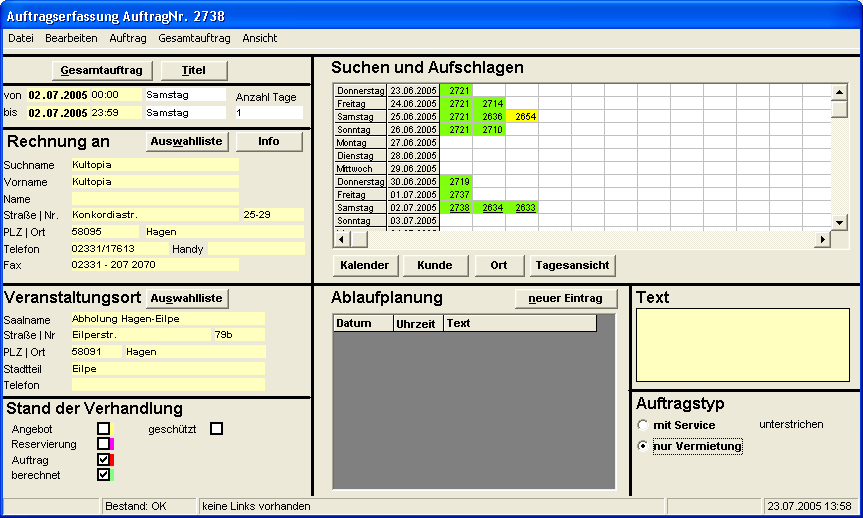 Auftragserfassung AuftragNr. 2738
Datei Bearbeiten Auftrag Gesamtauftrag Ansicht
Gesamtauftrag Titel
von 02.07.2005 00:00 Samstag Anzahl Tage
bis 02.07.2005 23:59 Samstag 1
Rechnung an Auswahlliste Info
Suchname Kultopia
Vorname Kultopia
Name
Straße | Nr. Konkordiastr. 25-29
PLZ | Ort 58095 Hagen
Telefon 02331/17613 Handy
Fax 02331 - 207 2070
Veranstaltungsort Auswahlliste
Saalname Abholung Hagen-Eilpe
Straße | Nr Eilperstr. 79b
PLZ | Ort 58091 Hagen
Stadtteil Eilpe
Telefon
Stand der Verhandlung
Angebot geschützt
Reservierung
Auftrag
berechnet
Suchen und Aufschlagen
Donnerstag 23.06.2005 2721
Freitag 24.06.2005 2721 2714
Samstag 25.06.2005 2721 2636 2654
Sonntag 26.06.2005 2721 2710
Montag 27.06.2005
Dienstag 28.06.2005
Mittwoch 29.06.2005
Donnerstag 30.06.2005 2719
Freitag 01.07.2005 2737
Samstag 02.07.2005 2738 2634 2633
Sonntag 03.07.2005
Kalender Kunde Ort Tagesansicht
Ablaufplanung neuer Eintrag
Datum Uhrzeit Text
Text
Auftragstyp
mit Service unterstrichen
nur Vermietung
Bestand: OK keine Links vorhanden 23.07.2005 13:58